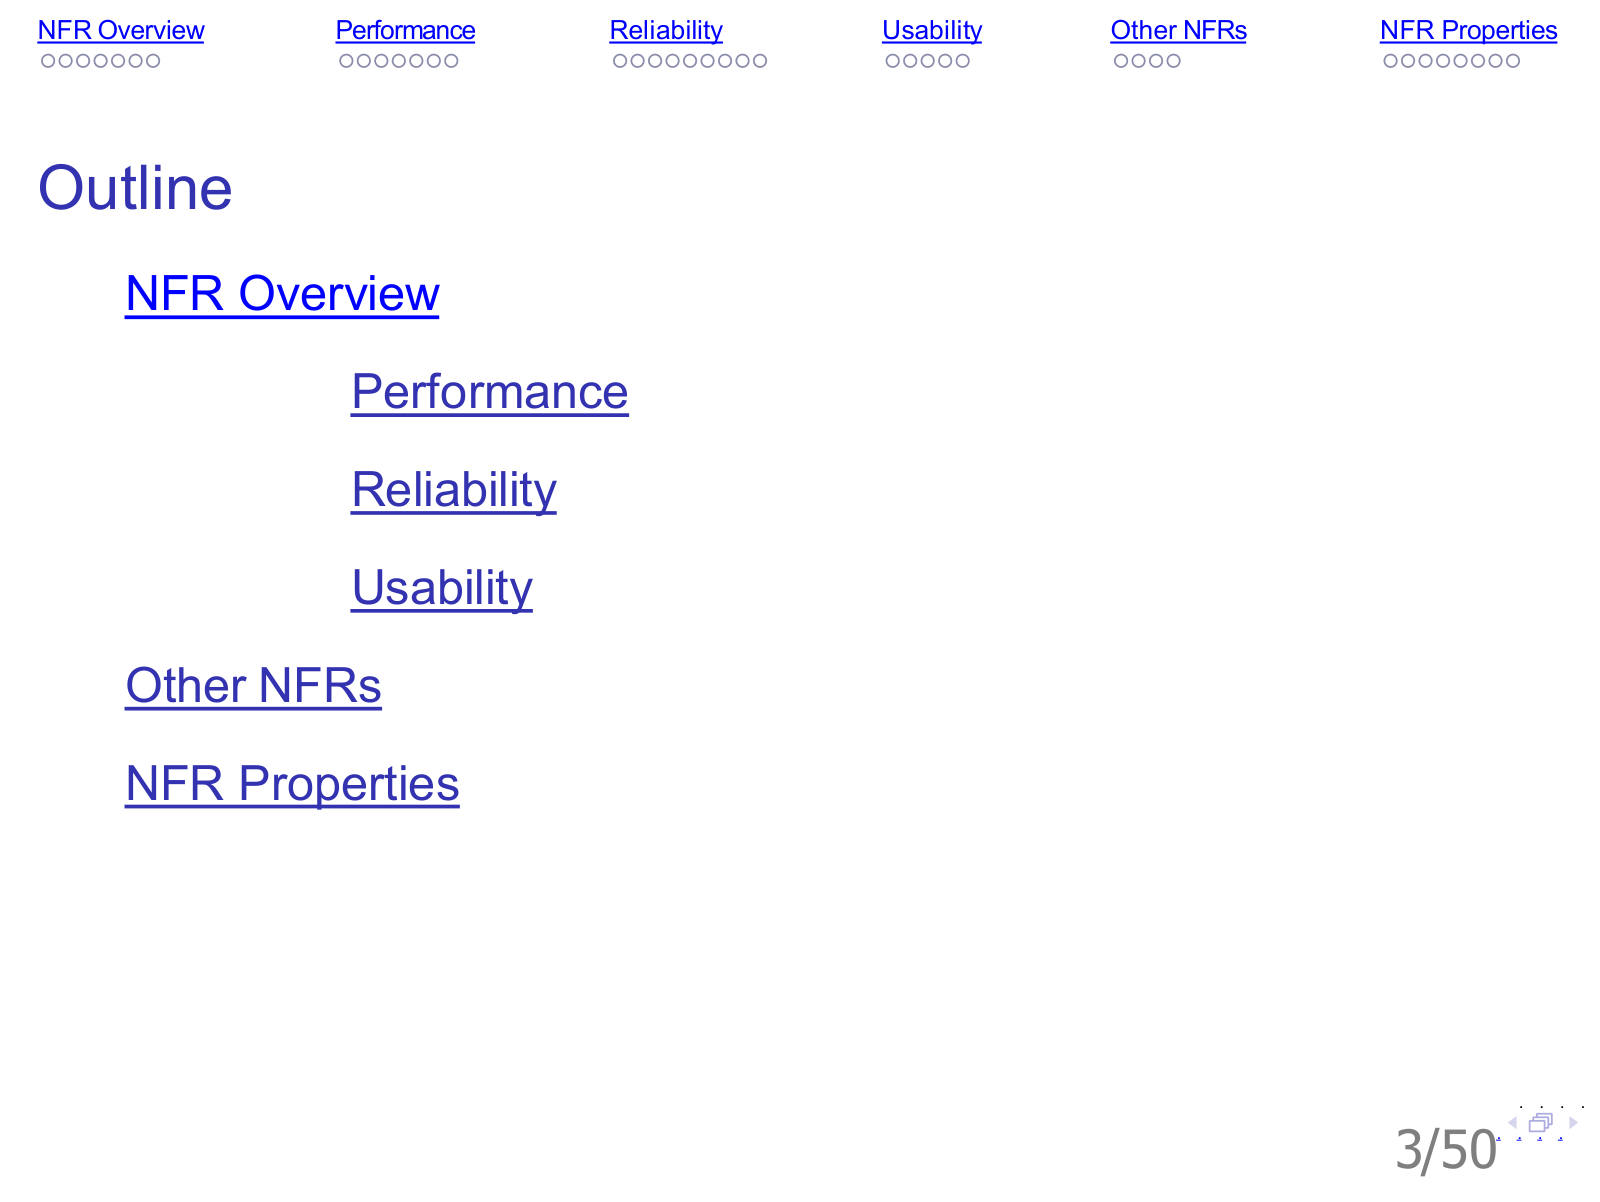 NFR Overview Performance Reliability Usability Other NFRs NFR Properties
Outline
NFR Overview
Performance
Reliability
Usability
Other NFRs
NFR Properties
3/50